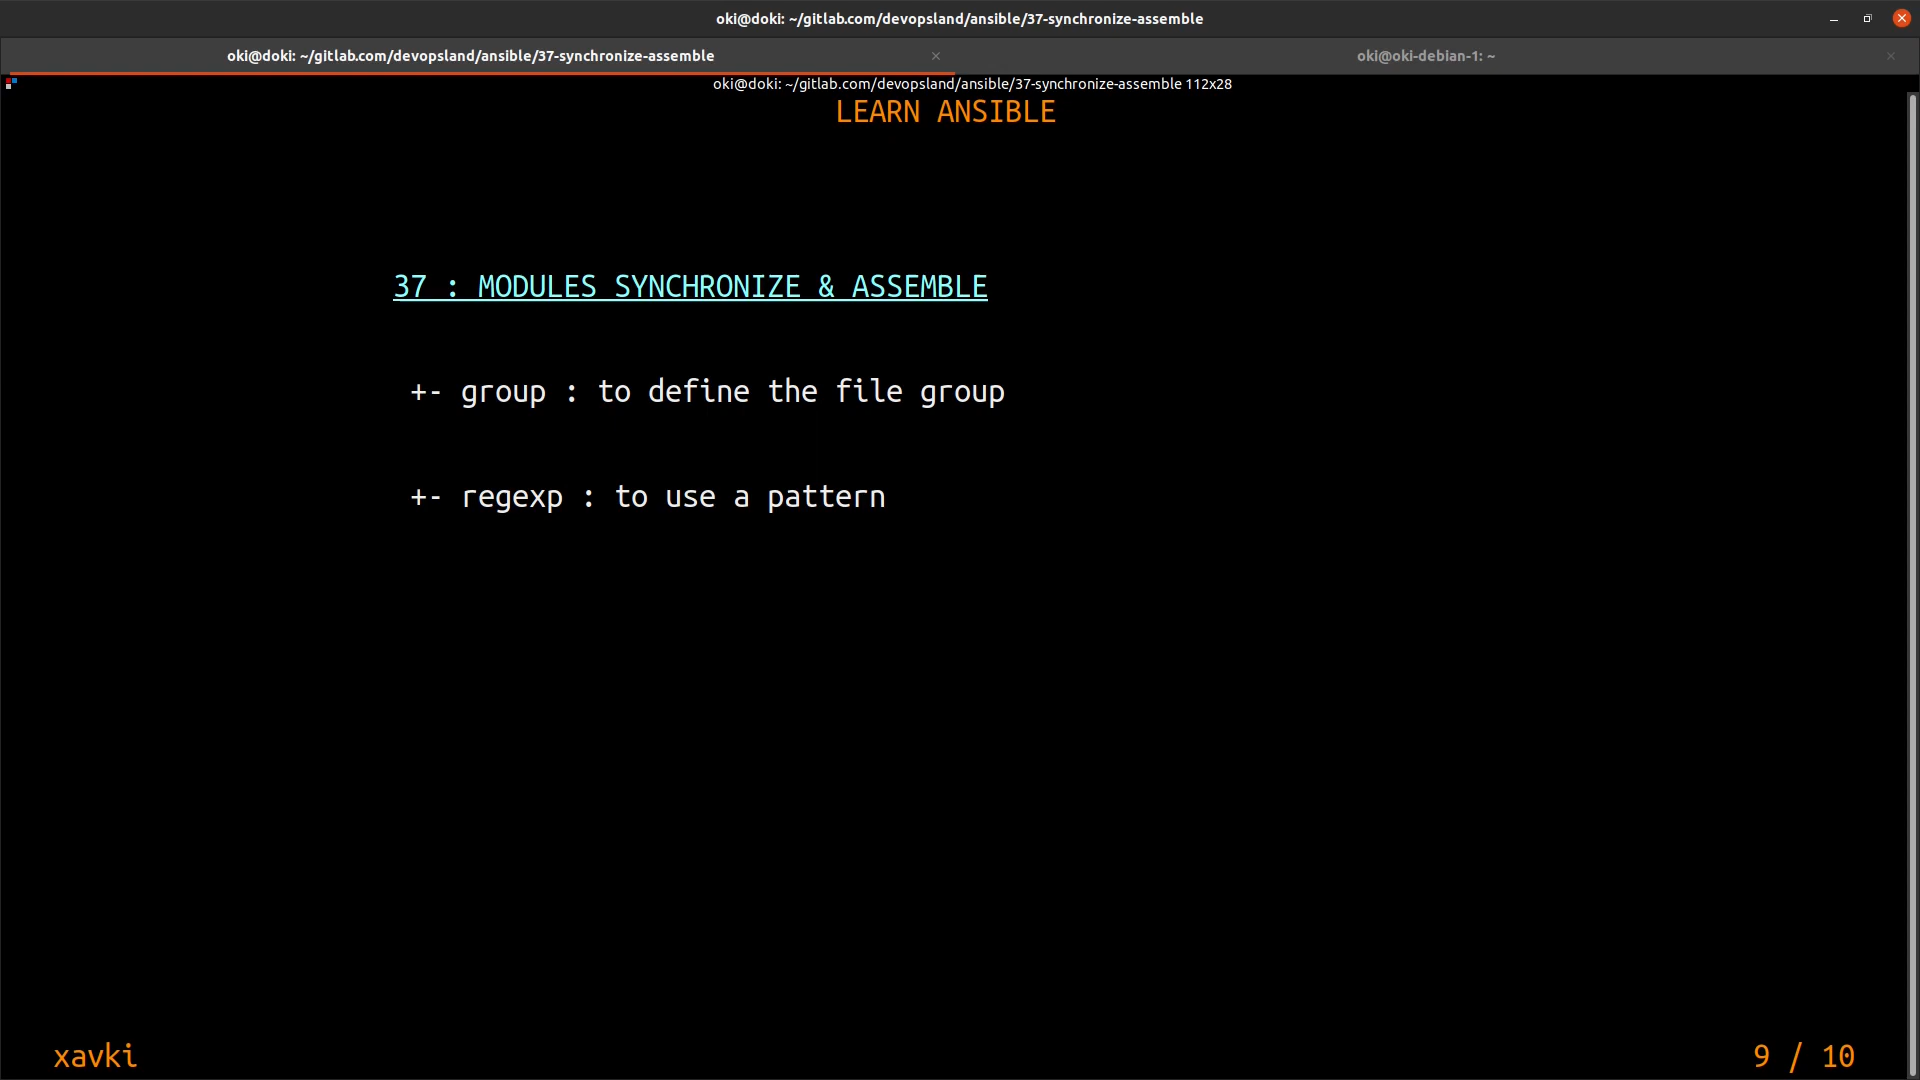 oki@doki: ~/gitlab.com/devopsland/ansible/37-synchronize-assemble
oki@doki: ~/gitlab.com/devopsland/ansible/37-synchronize-assemble × oki@oki-debian-1: ~ ×
oki@doki: ~/gitlab.com/devopsland/ansible/37-synchronize-assemble 112x28
LEARN ANSIBLE
37 : MODULES SYNCHRONIZE & ASSEMBLE
+- group : to define the file group
+- regexp : to use a pattern
xavki 9 / 10